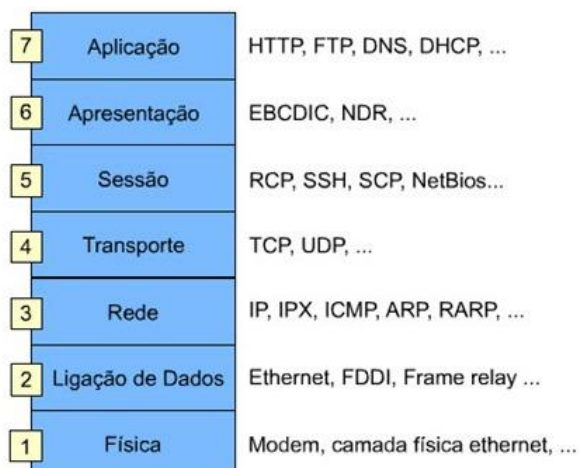 7 Aplicação HTTP, FTP, DNS, DHCP, ...
6 Apresentação EBCDIC, NDR, ...
5 Sessão RCP, SSH, SCP, NetBios...
4 Transporte TCP, UDP, ...
3 Rede IP, IPX, ICMP, ARP, RARP, ...
2 Ligação de Dados Ethernet, FDDI, Frame relay ...
1 Física Modem, camada física ethernet, ...